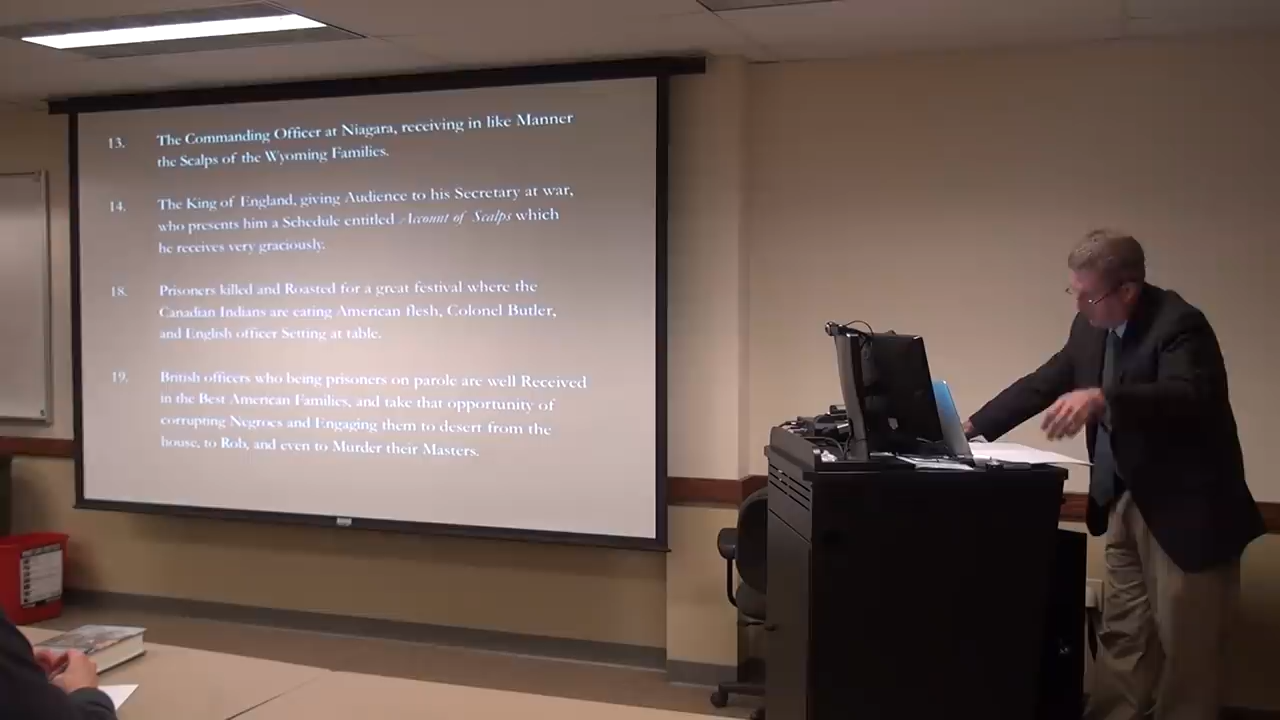 13. The Commanding Officer at Niagara, receiving in like Manner
the Scalps of the Wyoming Families.
14. The King of England, giving Audience to his Secretary at war,
who presents him a Schedule entitled Account of Scalps which
he receives very graciously.
18. Prisoners killed and Roasted for a great festival where the
Canadian Indians are eating American flesh, Colonel Butler,
and English officer Setting at table.
19. British officers who being prisoners on parole are well Received
in the Best American Families, and take that opportunity of
corrupting Negroes and Engaging them to desert from the
house, to Rob, and even to Murder their Masters.